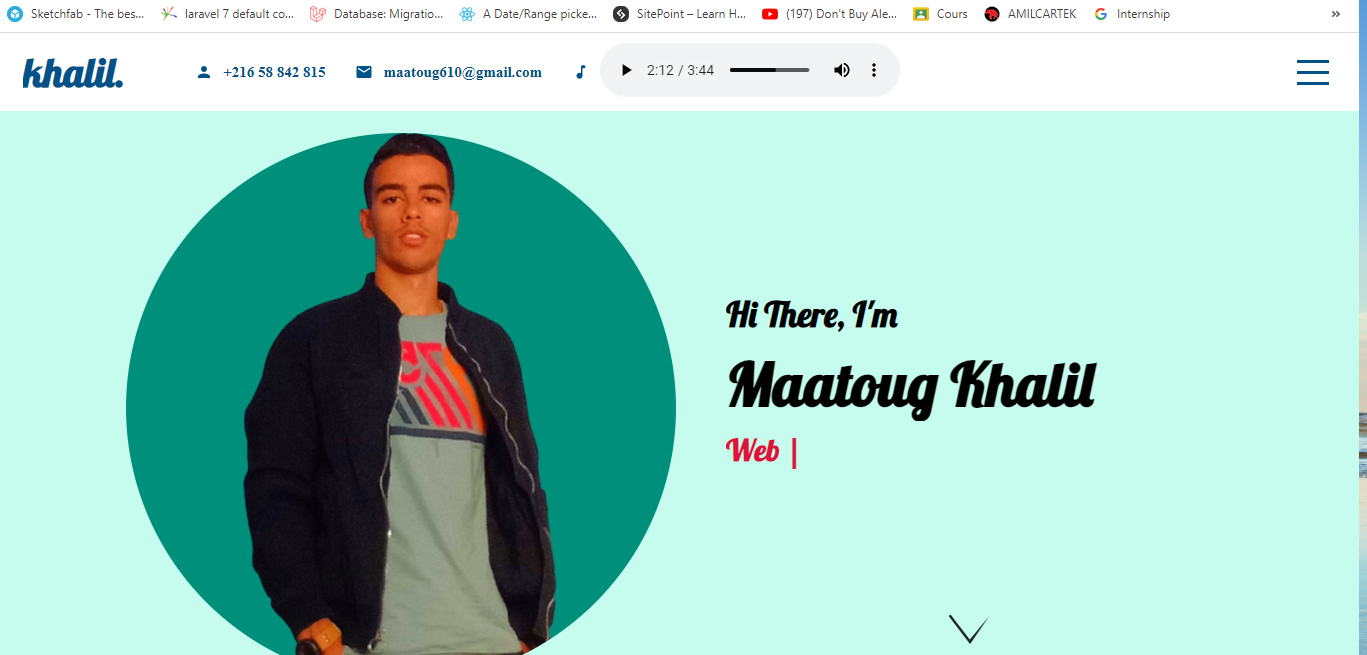 Sketchfab - The bes...
laravel 7 default co...
Database: Migratio...
A Date/Range picke...
SitePoint – Learn H...
(197) Don't Buy Ale...
Cours
AMILCARTEK
Internship
»
khalil.
+216 58 842 815
maatoug610@gmail.com
2:12 / 3:44
Hi There, I'm
Maatoug Khalil
Web |